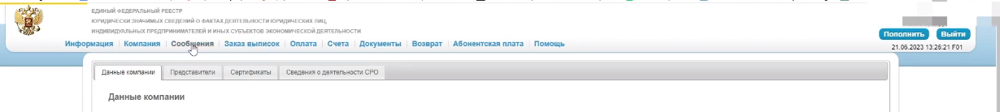 ЕДИНЫЙ ФЕДЕРАЛЬНЫЙ РЕЕСТР
ЮРИДИЧЕСКИ ЗНАЧИМЫХ СВЕДЕНИЙ О ФАКТАХ ДЕЯТЕЛЬНОСТИ ЮРИДИЧЕСКИХ ЛИЦ,
ИНДИВИДУАЛЬНЫХ ПРЕДПРИНИМАТЕЛЕЙ И ИНЫХ СУБЪЕКТОВ ЭКОНОМИЧЕСКОЙ ДЕЯТЕЛЬНОСТИ
Пополнить Выйти
Информация Компания Сообщения Заказ выписок Оплата Счета Документы Возврат Абонентская плата Помощь
21.06.2023 13:26:21 F01
Данные компании Представители Сертификаты Сведения о деятельности СРО
Данные компании